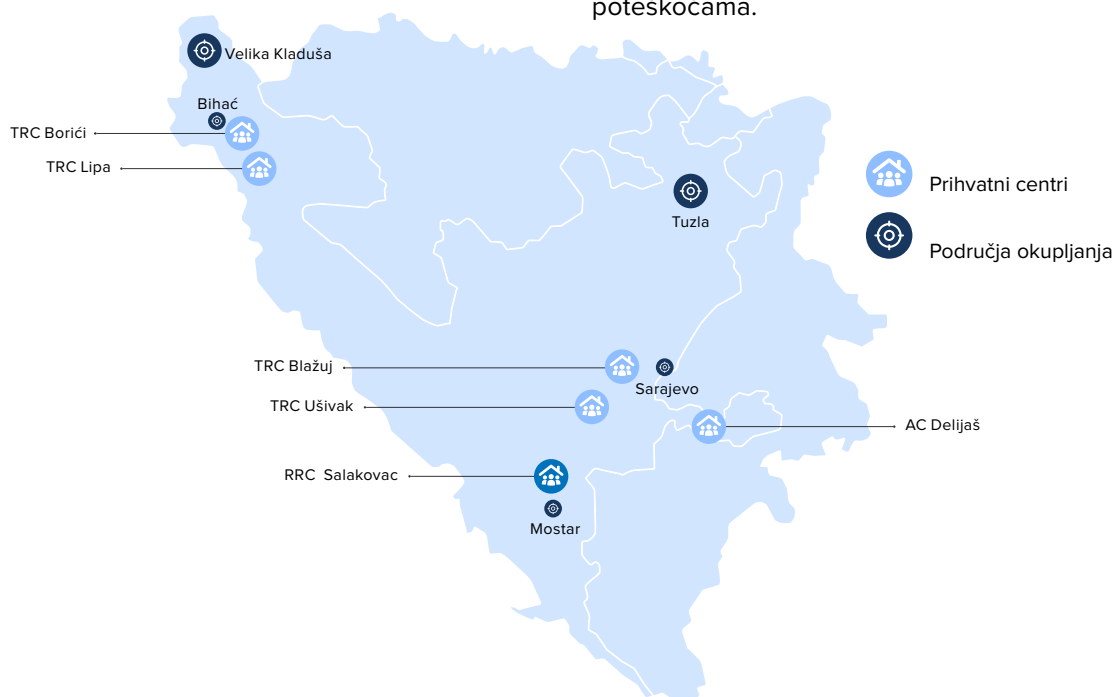 poteškoćama.
Velika Kladuša
Bihać
TRC Borići
TRC Lipa
Prihvatni centri
Tuzla
Područja okupljanja
TRC Blažuj
Sarajevo
TRC Ušivak
AC Delijaš
RRC Salakovac
Mostar